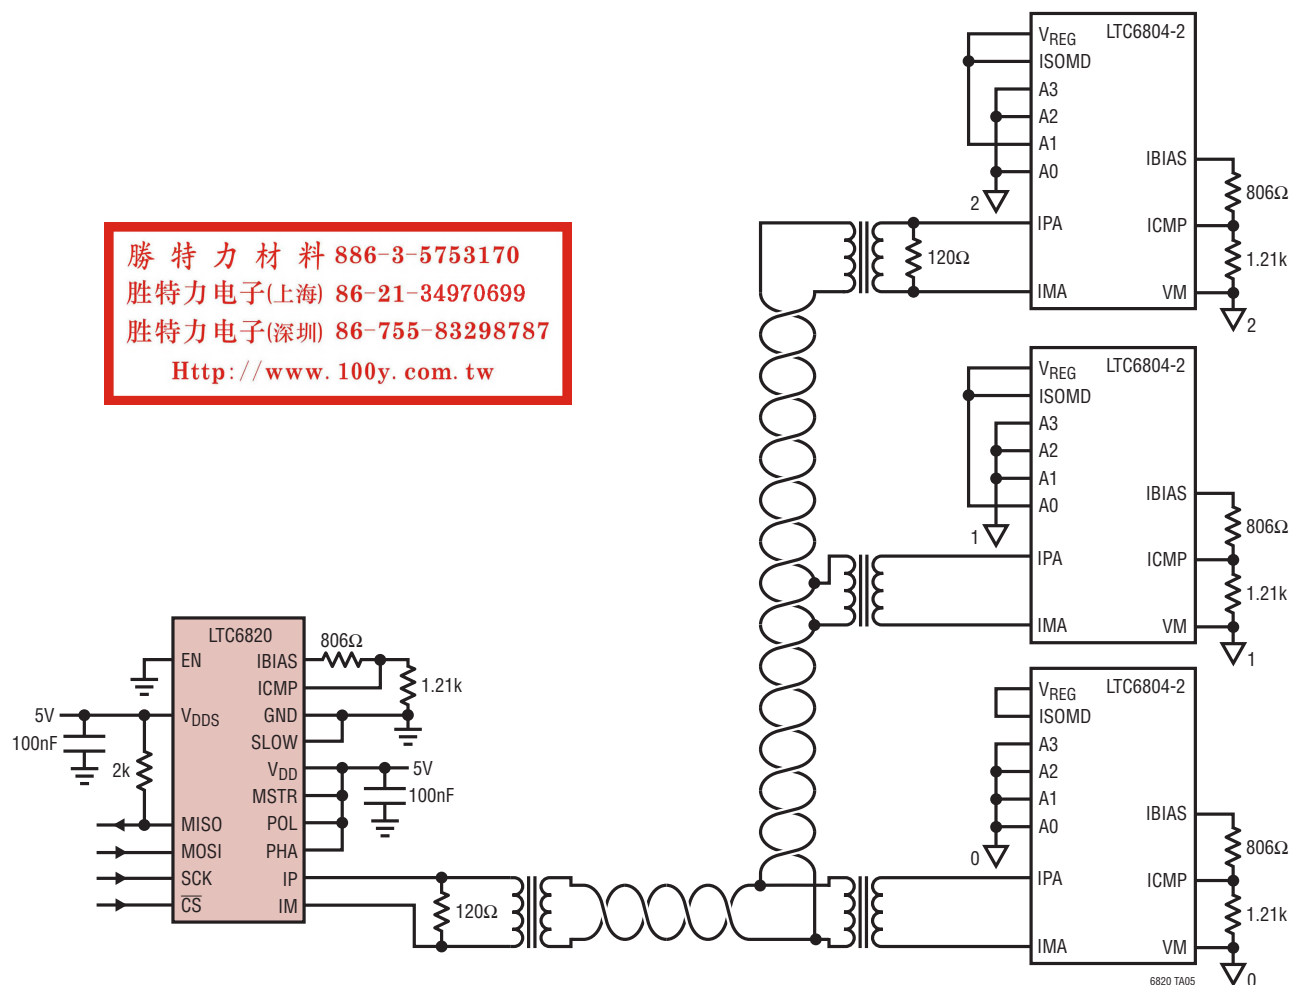 VREG
LTC6804-2
ISOMD
A3
A2
A1
A0
IBIAS
806Ω
2
IPA
ICMP
120Ω
1.21k
IMA
VM
2
勝 特 力 材 料 886-3-5753170
胜特力电子(上海) 86-21-34970699
胜特力电子(深圳) 86-755-83298787
Http://www.100y.com.tw
VREG
LTC6804-2
ISOMD
A3
A2
A1
A0
IBIAS
806Ω
1
IPA
ICMP
1.21k
IMA
VM
1
LTC6820
EN
IBIAS
806Ω
ICMP
1.21k
5V
VDDS
GND
100nF
SLOW
2k
VDD
5V
MSTR
100nF
MISO
POL
MOSI
PHA
SCK
IP
CS
IM
120Ω
VREG
LTC6804-2
ISOMD
A3
A2
A1
A0
IBIAS
806Ω
0
IPA
ICMP
1.21k
IMA
VM
0
6820 TA05